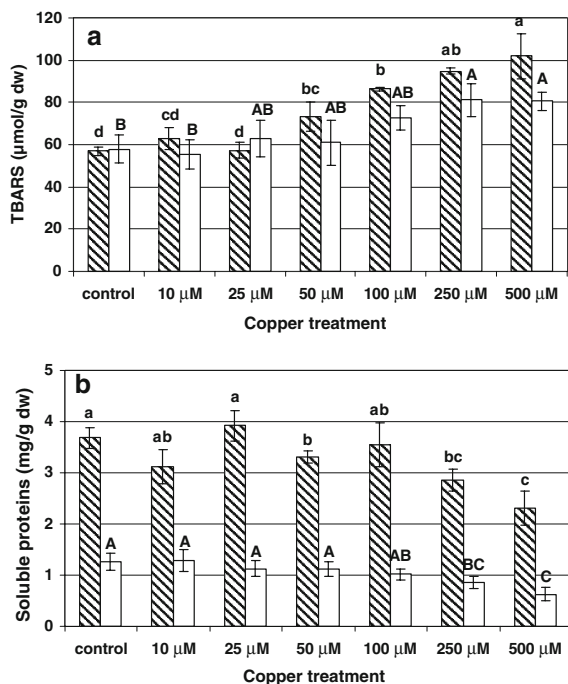 a
TBARS (µmol/g dw)
120
100
80
60
40
20
0
d B cd B d AB bc AB b AB ab A a A
control 10 µM 25 µM 50 µM 100 µM 250 µM 500 µM
Copper treatment
b
Soluble proteins (mg/g dw)
5
4
3
2
1
0
a A ab A a A b A ab AB bc BC c C
control 10 µM 25 µM 50 µM 100 µM 250 µM 500 µM
Copper treatment